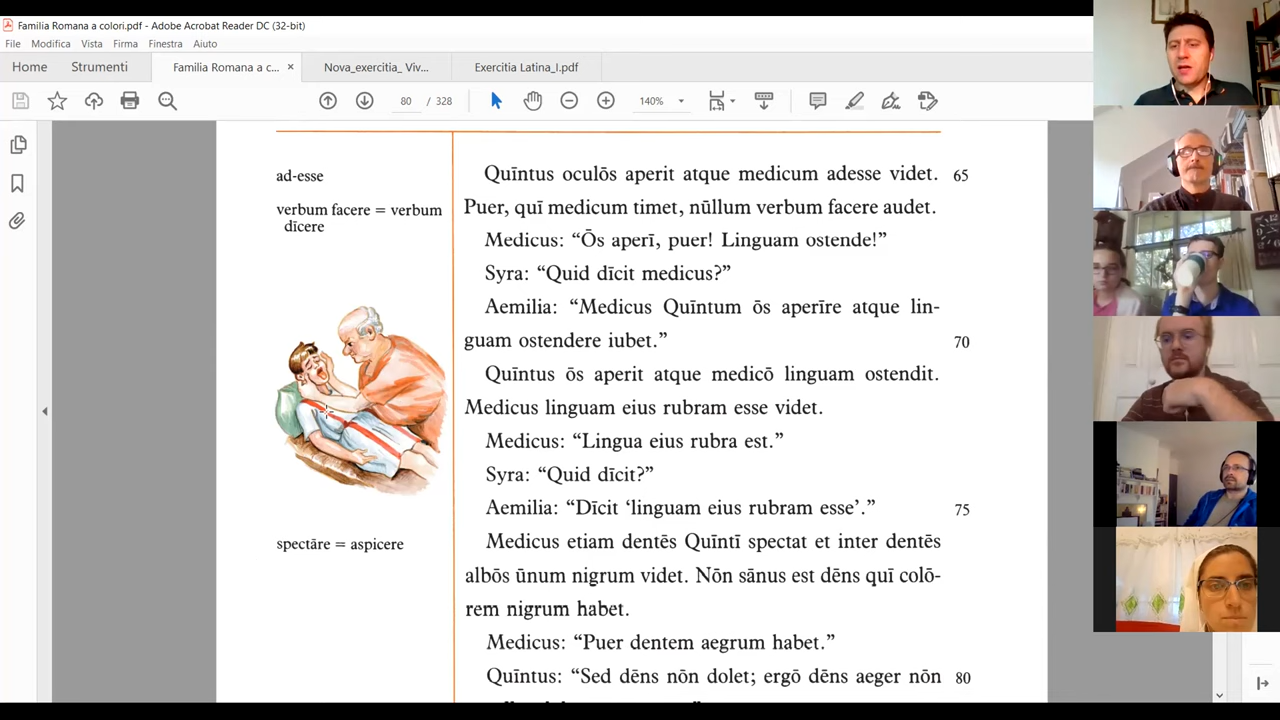 Familia Romana a colori.pdf - Adobe Acrobat Reader DC (32-bit)
File Modifica Vista Firma Finestra Aiuto
Home Strumenti Familia Romana a c... × Nova_exercitia_ Viv... Exercitia Latina_I.pdf
80 / 328 140%
ad-esse
verbum facere = verbum
dīcere
spectāre = aspicere
Quīntus oculōs aperit atque medicum adesse videt. 65
Puer, quī medicum timet, nūllum verbum facere audet.
Medicus: “Ōs aperī, puer! Linguam ostende!”
Syra: “Quid dīcit medicus?”
Aemilia: “Medicus Quīntum ōs aperīre atque lin-
guam ostendere iubet.” 70
Quīntus ōs aperit atque medicō linguam ostendit.
Medicus linguam eius rubram esse videt.
Medicus: “Lingua eius rubra est.”
Syra: “Quid dīcit?”
Aemilia: “Dīcit ‘linguam eius rubram esse’.” 75
Medicus etiam dentēs Quīntī spectat et inter dentēs
albōs ūnum nigrum videt. Nōn sānus est dēns quī colō-
rem nigrum habet.
Medicus: “Puer dentem aegrum habet.”
Quīntus: “Sed dēns nōn dolet; ergō dēns aeger nōn 80